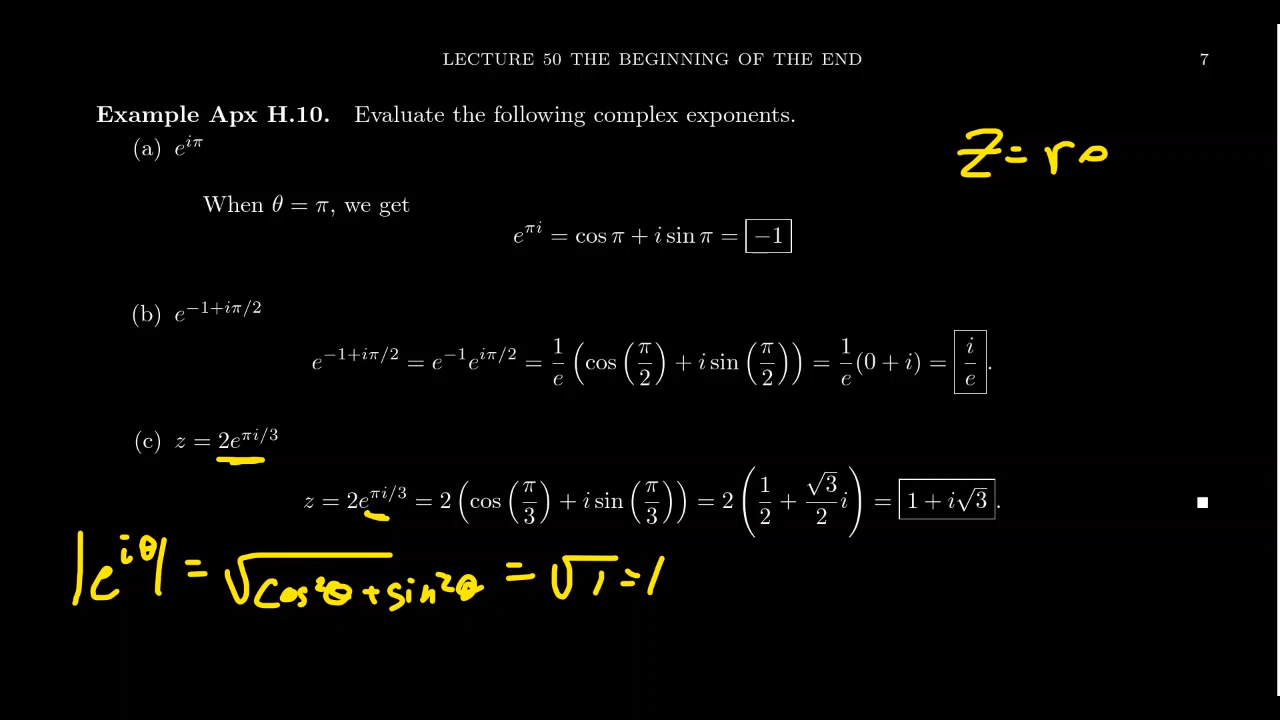 LECTURE 50 THE BEGINNING OF THE END 7
Example Apx H.10. Evaluate the following complex exponents.
z = re
(a) e^{iπ}
When θ = π, we get
e^{πi} = cos π + i sin π = −1
(b) e^{−1+iπ/2}
e^{−1+iπ/2} = e^{−1}e^{iπ/2} = 1/e (cos (π/2) + i sin (π/2)) = 1/e (0 + i) = i/e.
(c) z = 2e^{πi/3}
z = 2e^{πi/3} = 2 (cos (π/3) + i sin (π/3)) = 2 (1/2 + √3/2 i) = 1 + i√3. ■
|e^{iθ}| = √cos²θ + sin²θ = √1 = 1